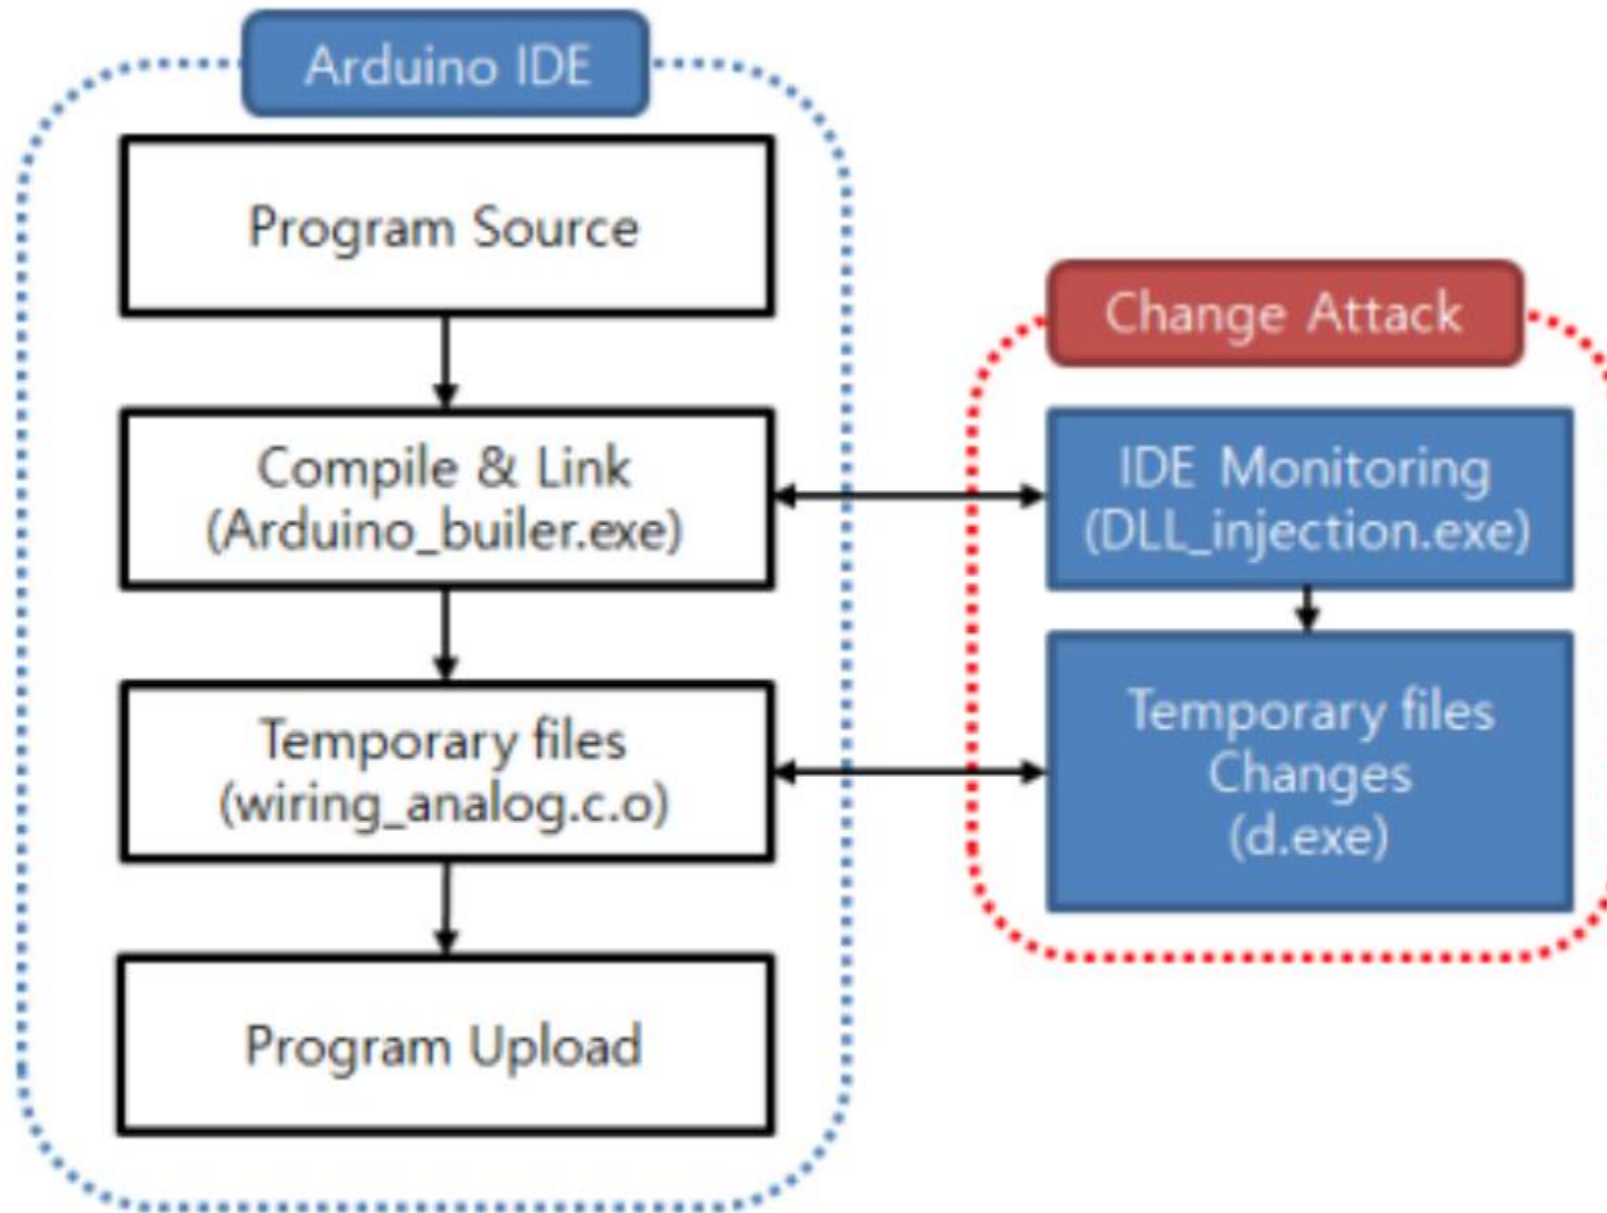 Arduino IDE
Program Source
Compile & Link
(Arduino_builer.exe)
Temporary files
(wiring_analog.c.o)
Program Upload
Change Attack
IDE Monitoring
(DLL_injection.exe)
Temporary files
Changes
(d.exe)